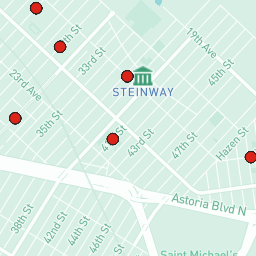 33rd St
19th Ave
23rd Ave
45th St
STEINWAY
35th St
43rd St
47th St
Hazen St
Astoria Blvd N
38th St
42nd St
44th St
46th St
Saint Michael's